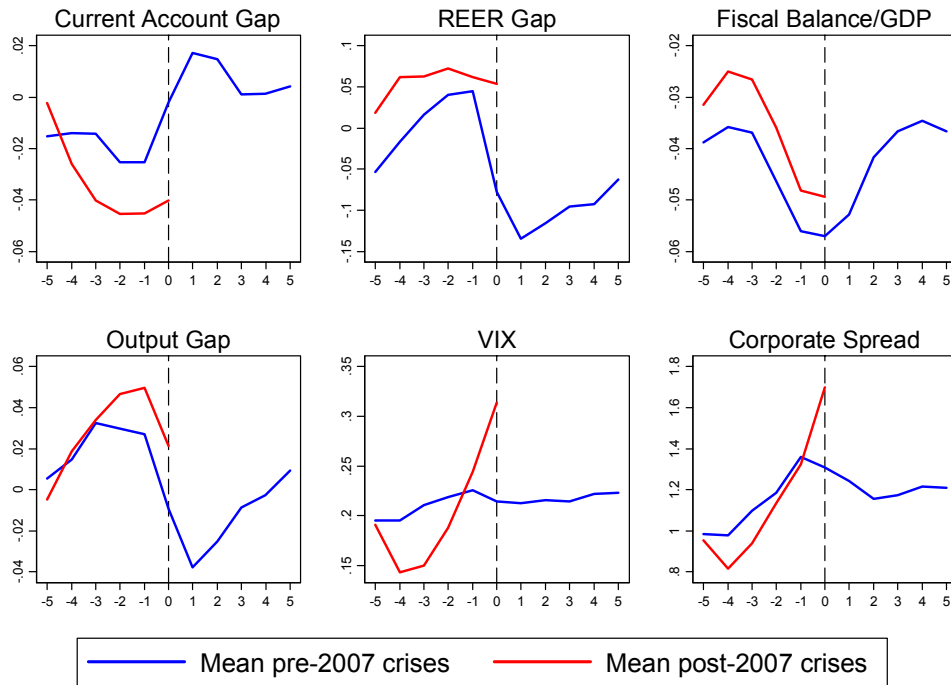 Current Account Gap
.02
0
-.02
-.04
-.06
-5 -4 -3 -2 -1 0 1 2 3 4 5
REER Gap
.1
.05
0
-.05
-.1
-.15
-5 -4 -3 -2 -1 0 1 2 3 4 5
Fiscal Balance/GDP
-.02
-.03
-.04
-.05
-.06
-5 -4 -3 -2 -1 0 1 2 3 4 5
Output Gap
.06
.04
.02
0
-.02
-.04
-5 -4 -3 -2 -1 0 1 2 3 4 5
VIX
.35
.3
.25
.2
.15
-5 -4 -3 -2 -1 0 1 2 3 4 5
Corporate Spread
1.8
1.6
1.4
1.2
1
.8
-5 -4 -3 -2 -1 0 1 2 3 4 5
Mean pre-2007 crises
Mean post-2007 crises